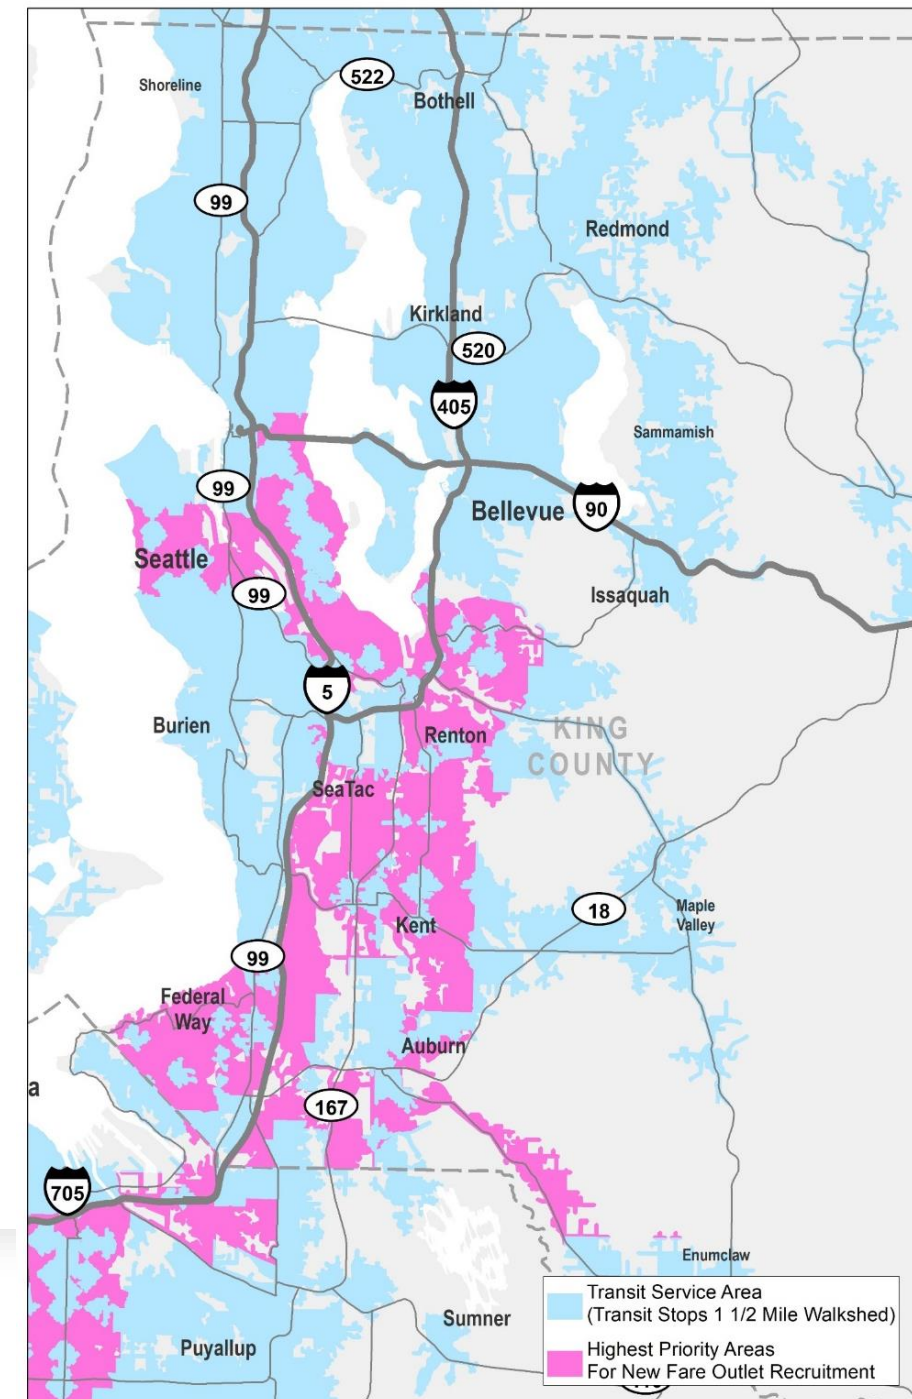 Shoreline
522
Bothell
99
Redmond
Kirkland
520
405
Sammamish
99
Bellevue
90
Seattle
99
Issaquah
5
Burien
Renton
KING
COUNTY
SeaTac
18
Maple
Valley
Kent
99
Federal
Way
Auburn
a
167
705
Enumclaw
Sumner
Puyallup
Transit Service Area
(Transit Stops 1 1/2 Mile Walkshed)
Highest Priority Areas
For New Fare Outlet Recruitment